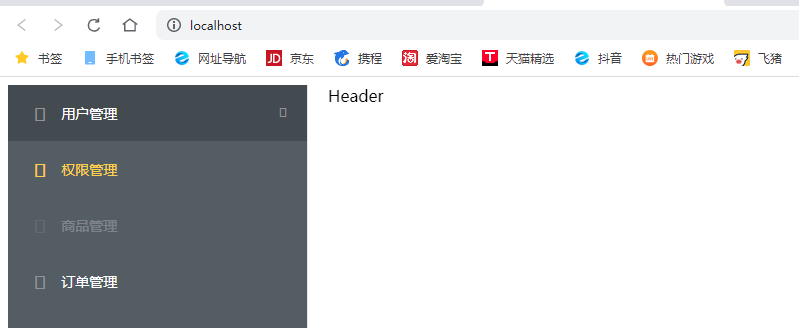 localhost
书签 手机书签 网址导航 JD 京东 携程 淘 爱淘宝 T 天猫精选 抖音 热门游戏 飞猪
用户管理 Header
权限管理
商品管理
订单管理